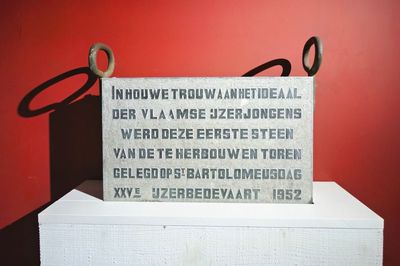 IN HOUWE TROUW AAN HET IDEAAL
DER VLAAMSE IJZERJONGENS
WERD DEZE EERSTE STEEN
VAN DE TE HERBOUWEN TOREN
GELEGD OP ST BARTOLOMEUSDAG
XXVE IJZERBEDEVAART 1952